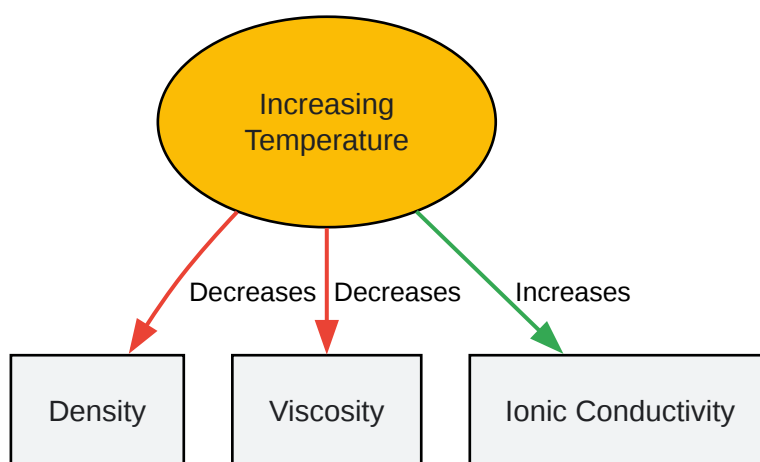 Increasing
Temperature
Decreases
Decreases
Increases
Density
Viscosity
Ionic Conductivity